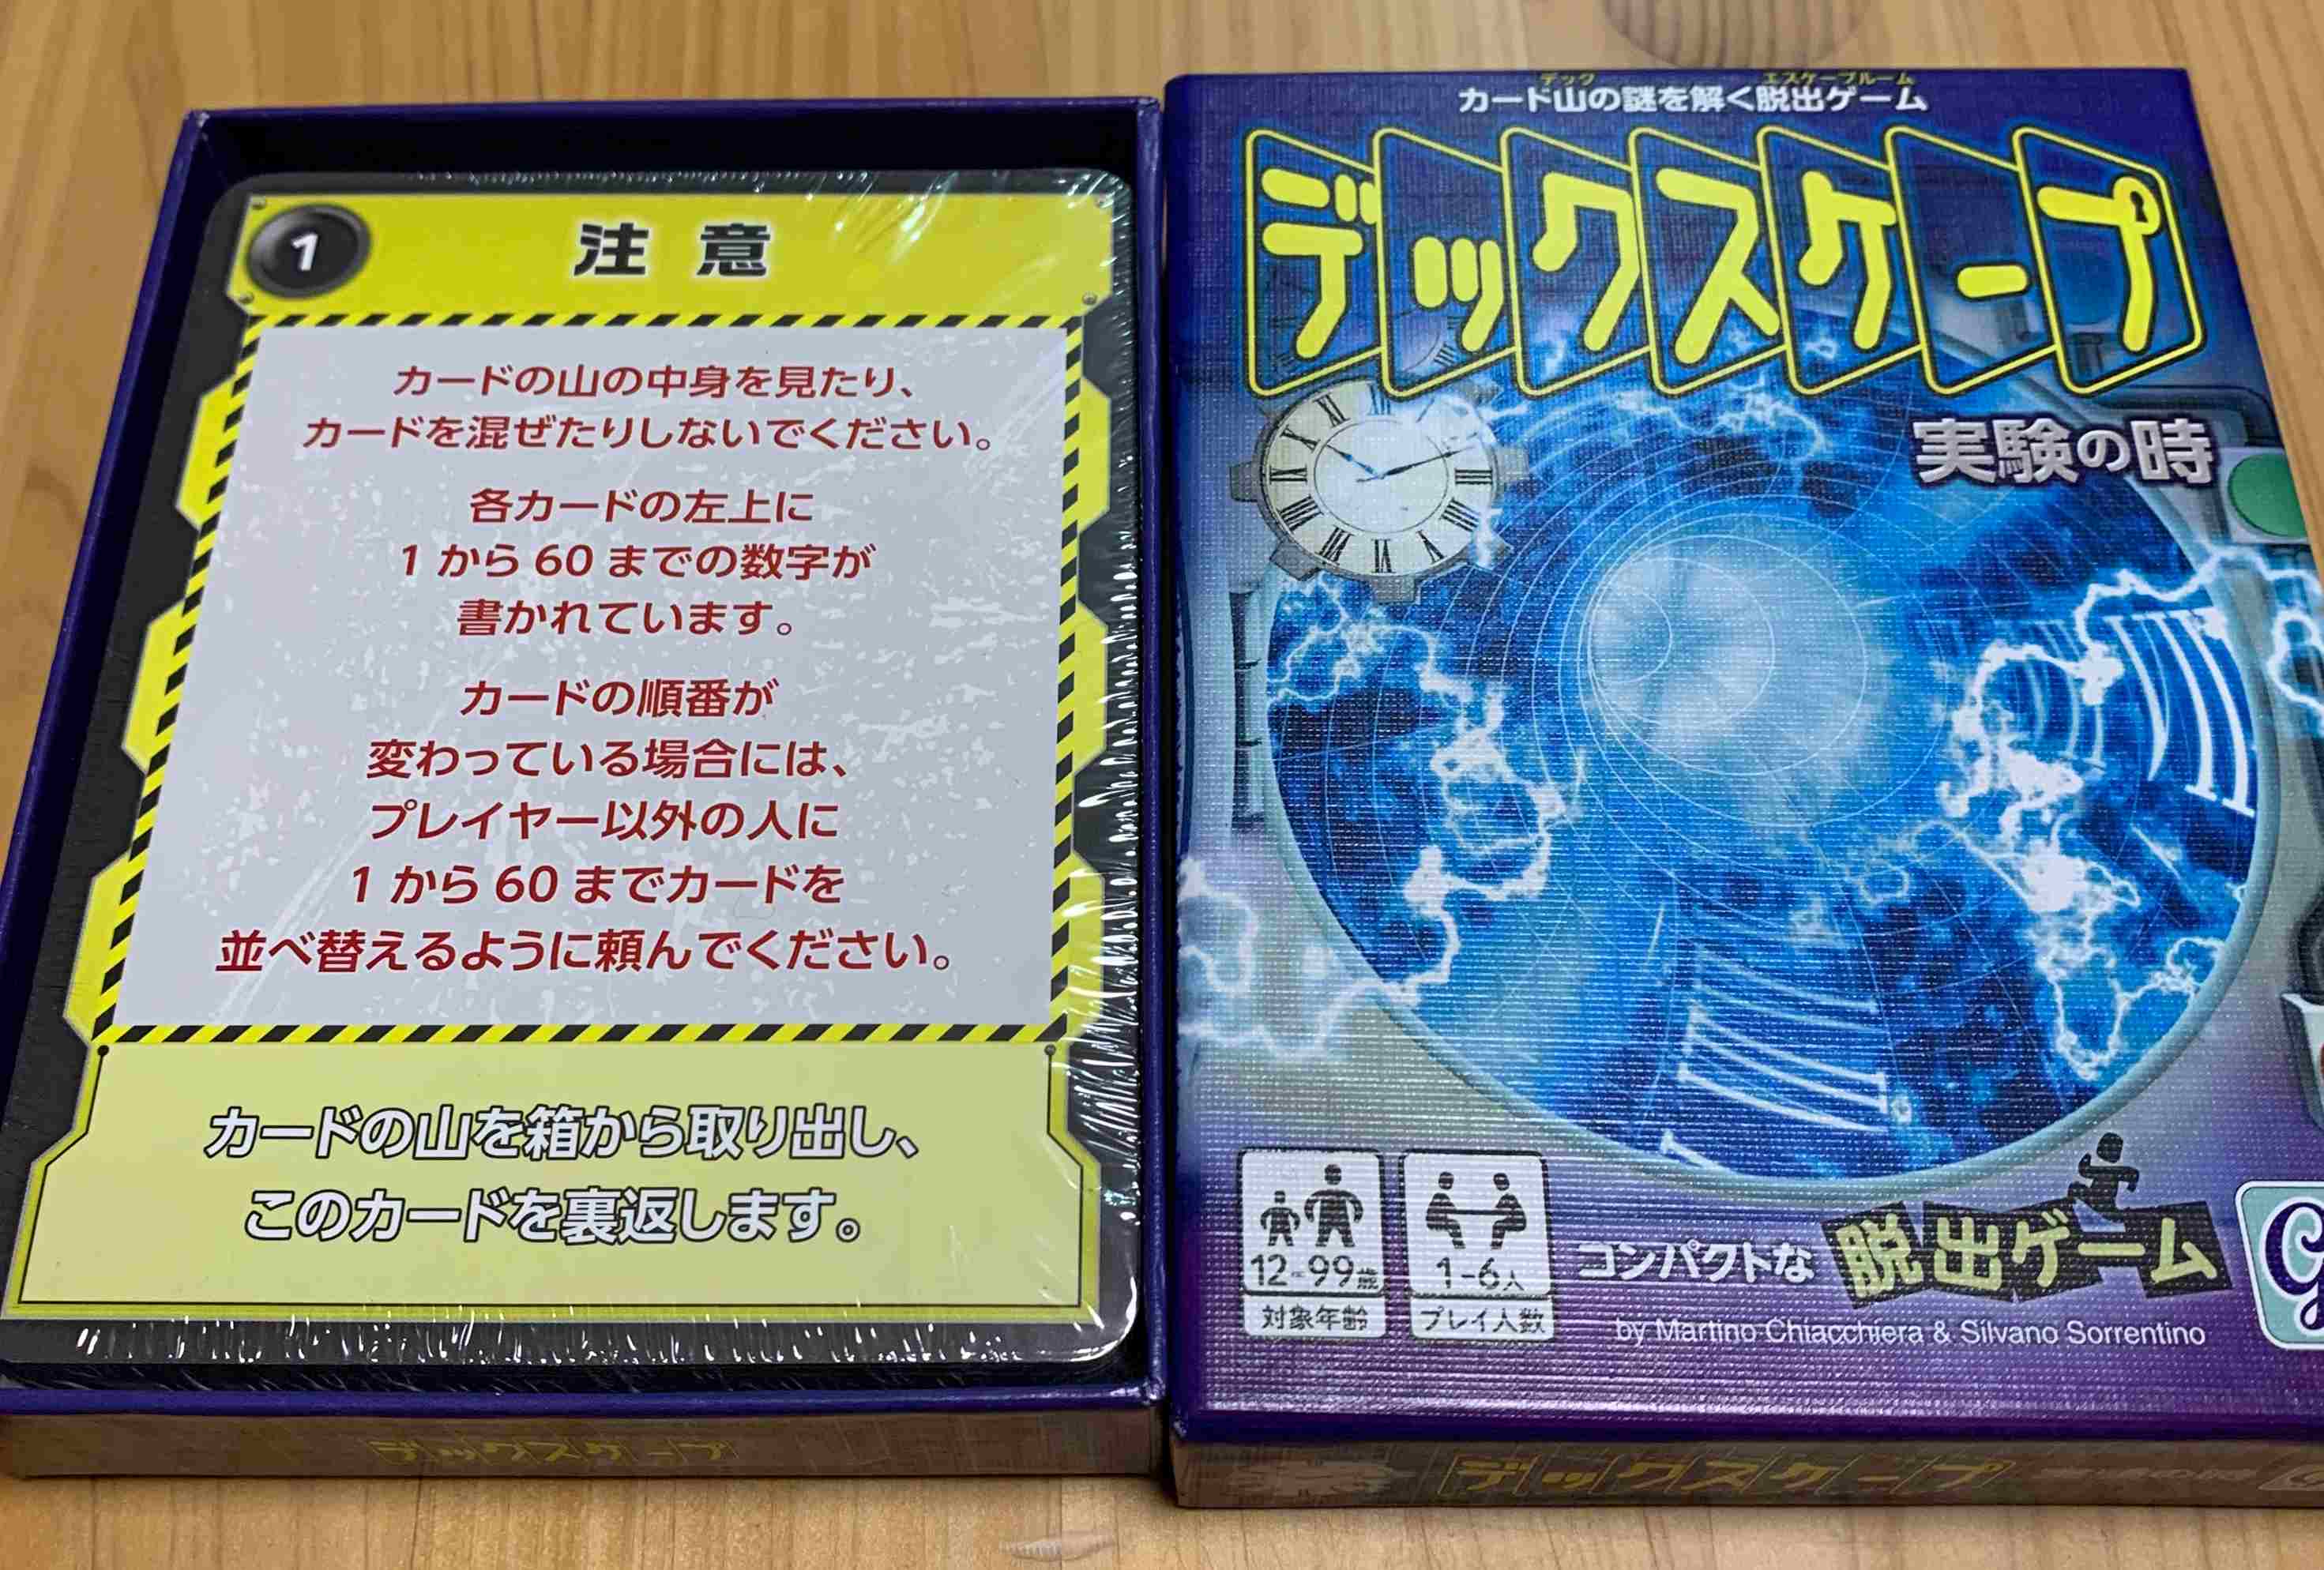 1
注 意
カードの山の中身を見たり、
カードを混ぜたりしないでください。
各カードの左上に
1 から 60 までの数字が
書かれています。
カードの順番が
変わっている場合には、
プレイヤー以外の人に
1 から 60 までカードを
並べ替えるように頼んでください。
カードの山を箱から取り出し、
このカードを裏返します。
デックスケープ
デック エスケープルーム
カード山の謎を解く脱出ゲーム
デックスケープ
実験の時
12-99歳
対象年齢
1-6人
プレイ人数
コンパクトな 脱出ゲーム
by Martino Chiacchiera & Silvano Sorrentino
g
デックスケープ